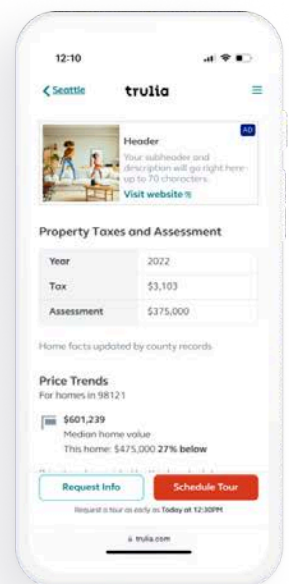 12:10
Seattle
trulia
AD
Header
Your subheader and
description will go right here
up to 70 characters.
Visit website
Property Taxes and Assessment
Year 2022
Tax $3,103
Assessment $375,000
Home facts updated by county records
Price Trends
For homes in 98121
$601,239
Median home value
This home: $475,000 27% below
Request Info
Schedule Tour
Request a tour as early as Today at 12:30PM
trulia.com